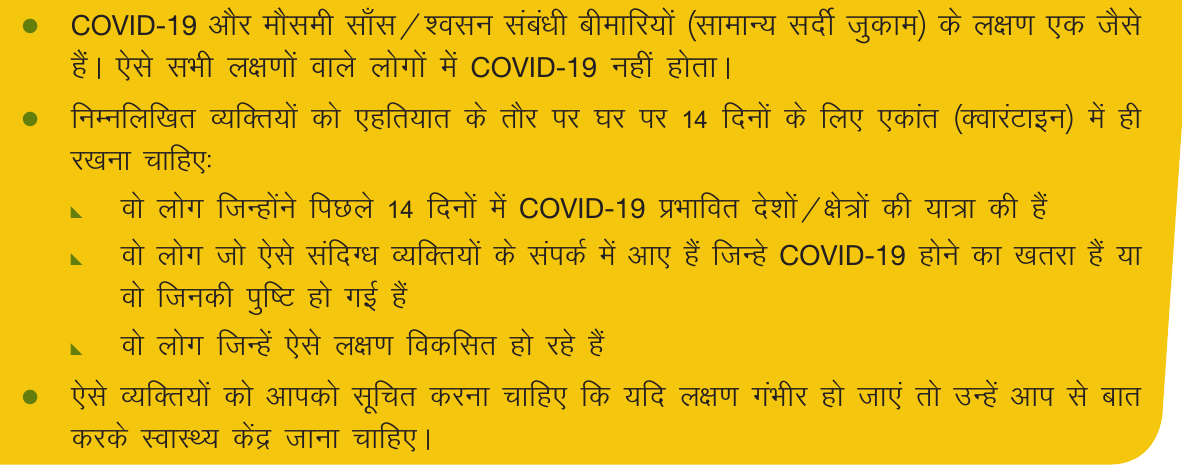 ● COVID-19 और मौसमी साँस/श्वसन संबंधी बीमारियों (सामान्य सर्दी जुकाम) के लक्षण एक जैसे
हैं। ऐसे सभी लक्षणों वाले लोगों में COVID-19 नहीं होता।
● निम्नलिखित व्यक्तियों को एहतियात के तौर पर घर पर 14 दिनों के लिए एकांत (क्वारंटाइन) में ही
रखना चाहिएः
◣ वो लोग जिन्होंने पिछले 14 दिनों में COVID-19 प्रभावित देशों/क्षेत्रों की यात्रा की हैं
◣ वो लोग जो ऐसे संदिग्ध व्यक्तियों के संपर्क में आए हैं जिन्हे COVID-19 होने का खतरा हैं या
वो जिनकी पुष्टि हो गई हैं
◣ वो लोग जिन्हें ऐसे लक्षण विकसित हो रहे हैं
● ऐसे व्यक्तियों को आपको सूचित करना चाहिए कि यदि लक्षण गंभीर हो जाएं तो उन्हें आप से बात
करके स्वास्थ्य केंद्र जाना चाहिए।